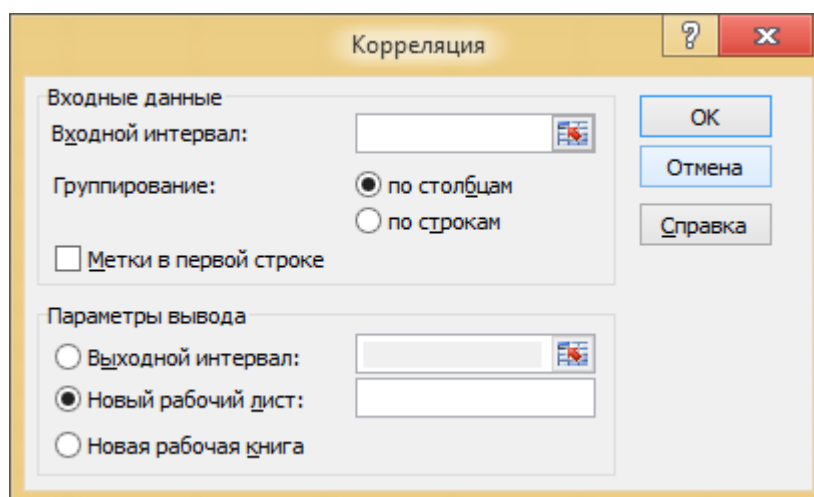 Корреляция
?
Входные данные
Входной интервал:
Группирование:
по столбцам
по строкам
Метки в первой строке
ОК
Отмена
Справка
Параметры вывода
Выходной интервал:
Новый рабочий лист:
Новая рабочая книга